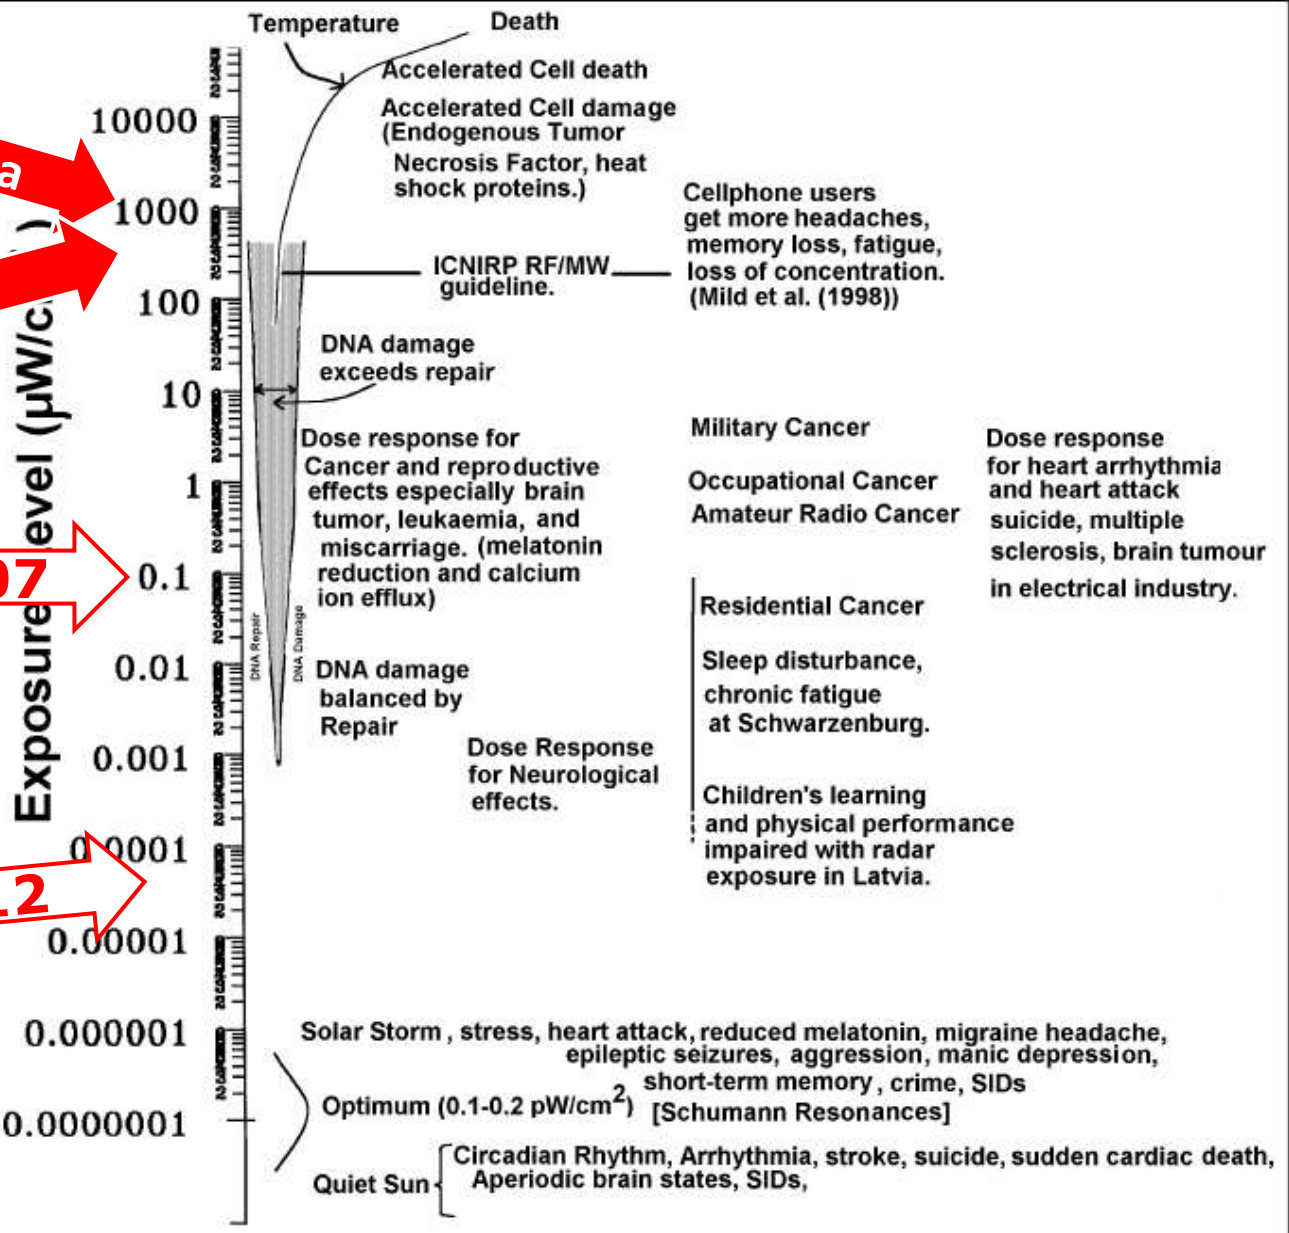 Temperature
Death
Accelerated Cell death
Accelerated Cell damage
(Endogenous Tumor
Necrosis Factor, heat
shock proteins.)
Cellphone users
get more headaches,
memory loss, fatigue,
loss of concentration.
(Mild et al. (1998))
ICNIRP RF/MW
guideline.
DNA damage
exceeds repair
Dose response for
Cancer and reproductive
effects especially brain
tumor, leukaemia, and
miscarriage. (melatonin
reduction and calcium
ion efflux)
DNA Repair
DNA Damage
DNA damage
balanced by
Repair
Dose Response
for Neurological
effects.
Military Cancer
Occupational Cancer
Amateur Radio Cancer
Residential Cancer
Sleep disturbance,
chronic fatigue
at Schwarzenburg.
Children's learning
and physical performance
impaired with radar
exposure in Latvia.
Dose response
for heart arrhythmia
and heart attack
suicide, multiple
sclerosis, brain tumour
in electrical industry.
Solar Storm, stress, heart attack, reduced melatonin, migraine headache,
epileptic seizures, aggression, manic depression,
short-term memory, crime, SIDs
Optimum (0.1-0.2 pW/cm²) [Schumann Resonances]
Quiet Sun
Circadian Rhythm, Arrhythmia, stroke, suicide, sudden cardiac death,
Aperiodic brain states, SIDs,
Exposure level (µW/c
10000
1000
100
10
1
0.1
0.01
0.001
0.0001
0.00001
0.000001
0.0000001
a
07
2